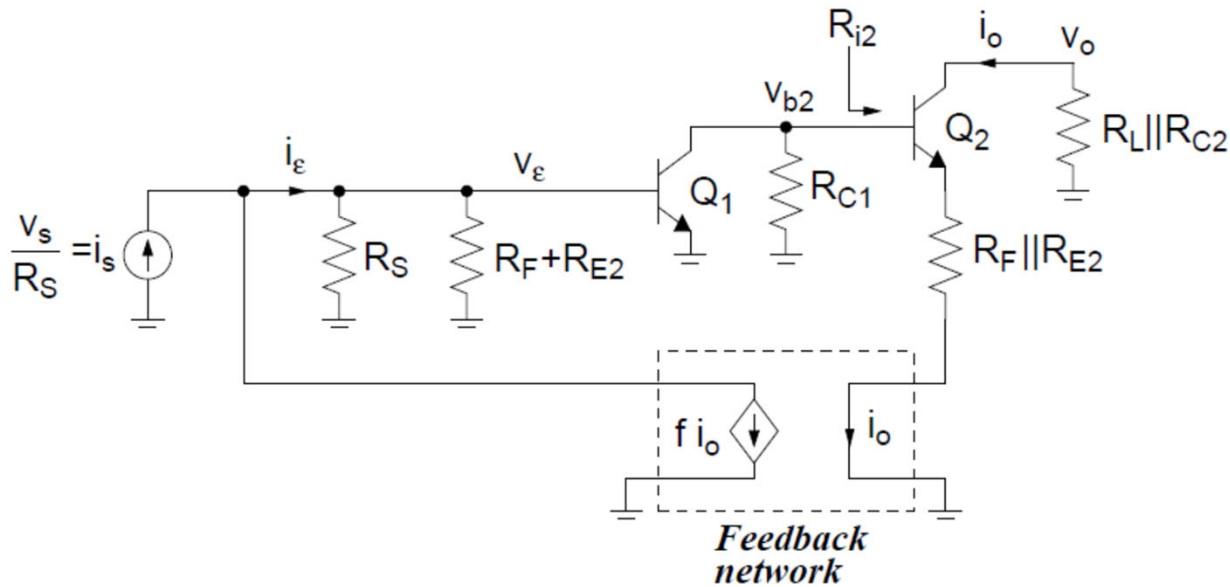 R_i2
i_o
v_o
v_b2
Q_2
R_L||R_C2
i_ε
v_ε
Q_1
R_C1
v_s
R_S
=i_s
R_S
R_F+R_E2
R_F||R_E2
f i_o
i_o
Feedback
network